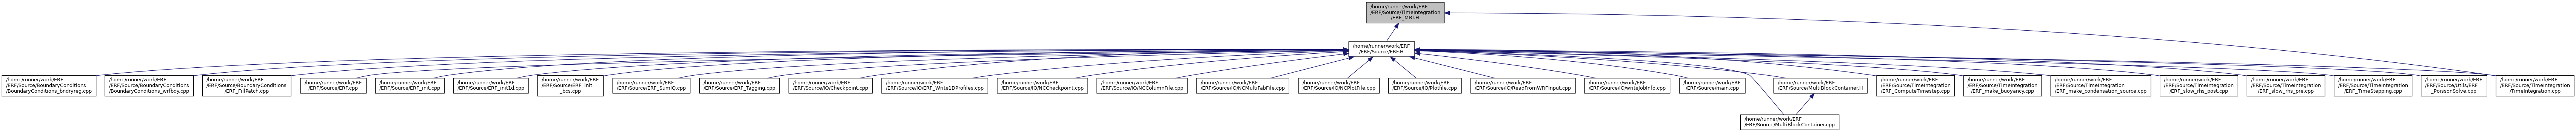 /home/runner/work/ERF
/ERF/Source/TimeIntegration
/ERF_MRI.H
/home/runner/work/ERF
/ERF/Source/ERF.H
/home/runner/work/ERF
/ERF/Source/BoundaryConditions
/BoundaryConditions_bndryreg.cpp
/home/runner/work/ERF
/ERF/Source/BoundaryConditions
/BoundaryConditions_wrfbdy.cpp
/home/runner/work/ERF
/ERF/Source/BoundaryConditions
/ERF_FillPatch.cpp
/home/runner/work/ERF
/ERF/Source/ERF.cpp
/home/runner/work/ERF
/ERF/Source/ERF_init.cpp
/home/runner/work/ERF
/ERF/Source/ERF_init1d.cpp
/home/runner/work/ERF
/ERF/Source/ERF_init
_bcs.cpp
/home/runner/work/ERF
/ERF/Source/ERF_SumIQ.cpp
/home/runner/work/ERF
/ERF/Source/ERF_Tagging.cpp
/home/runner/work/ERF
/ERF/Source/IO/Checkpoint.cpp
/home/runner/work/ERF
/ERF/Source/IO/ERF_Write1DProfiles.cpp
/home/runner/work/ERF
/ERF/Source/IO/NCCheckpoint.cpp
/home/runner/work/ERF
/ERF/Source/IO/NCColumnFile.cpp
/home/runner/work/ERF
/ERF/Source/IO/NCMultiFabFile.cpp
/home/runner/work/ERF
/ERF/Source/IO/NCPlotFile.cpp
/home/runner/work/ERF
/ERF/Source/IO/Plotfile.cpp
/home/runner/work/ERF
/ERF/Source/IO/ReadFromWRFInput.cpp
/home/runner/work/ERF
/ERF/Source/IO/writeJobInfo.cpp
/home/runner/work/ERF
/ERF/Source/main.cpp
/home/runner/work/ERF
/ERF/Source/MultiBlockContainer.H
/home/runner/work/ERF
/ERF/Source/TimeIntegration
/ERF_ComputeTimestep.cpp
/home/runner/work/ERF
/ERF/Source/TimeIntegration
/ERF_make_buoyancy.cpp
/home/runner/work/ERF
/ERF/Source/TimeIntegration
/ERF_make_condensation_source.cpp
/home/runner/work/ERF
/ERF/Source/TimeIntegration
/ERF_slow_rhs_post.cpp
/home/runner/work/ERF
/ERF/Source/TimeIntegration
/ERF_slow_rhs_pre.cpp
/home/runner/work/ERF
/ERF/Source/TimeIntegration
/ERF_TimeStepping.cpp
/home/runner/work/ERF
/ERF/Source/Utils/ERF
_PoissonSolve.cpp
/home/runner/work/ERF
/ERF/Source/TimeIntegration
/TimeIntegration.cpp
/home/runner/work/ERF
/ERF/Source/MultiBlockContainer.cpp